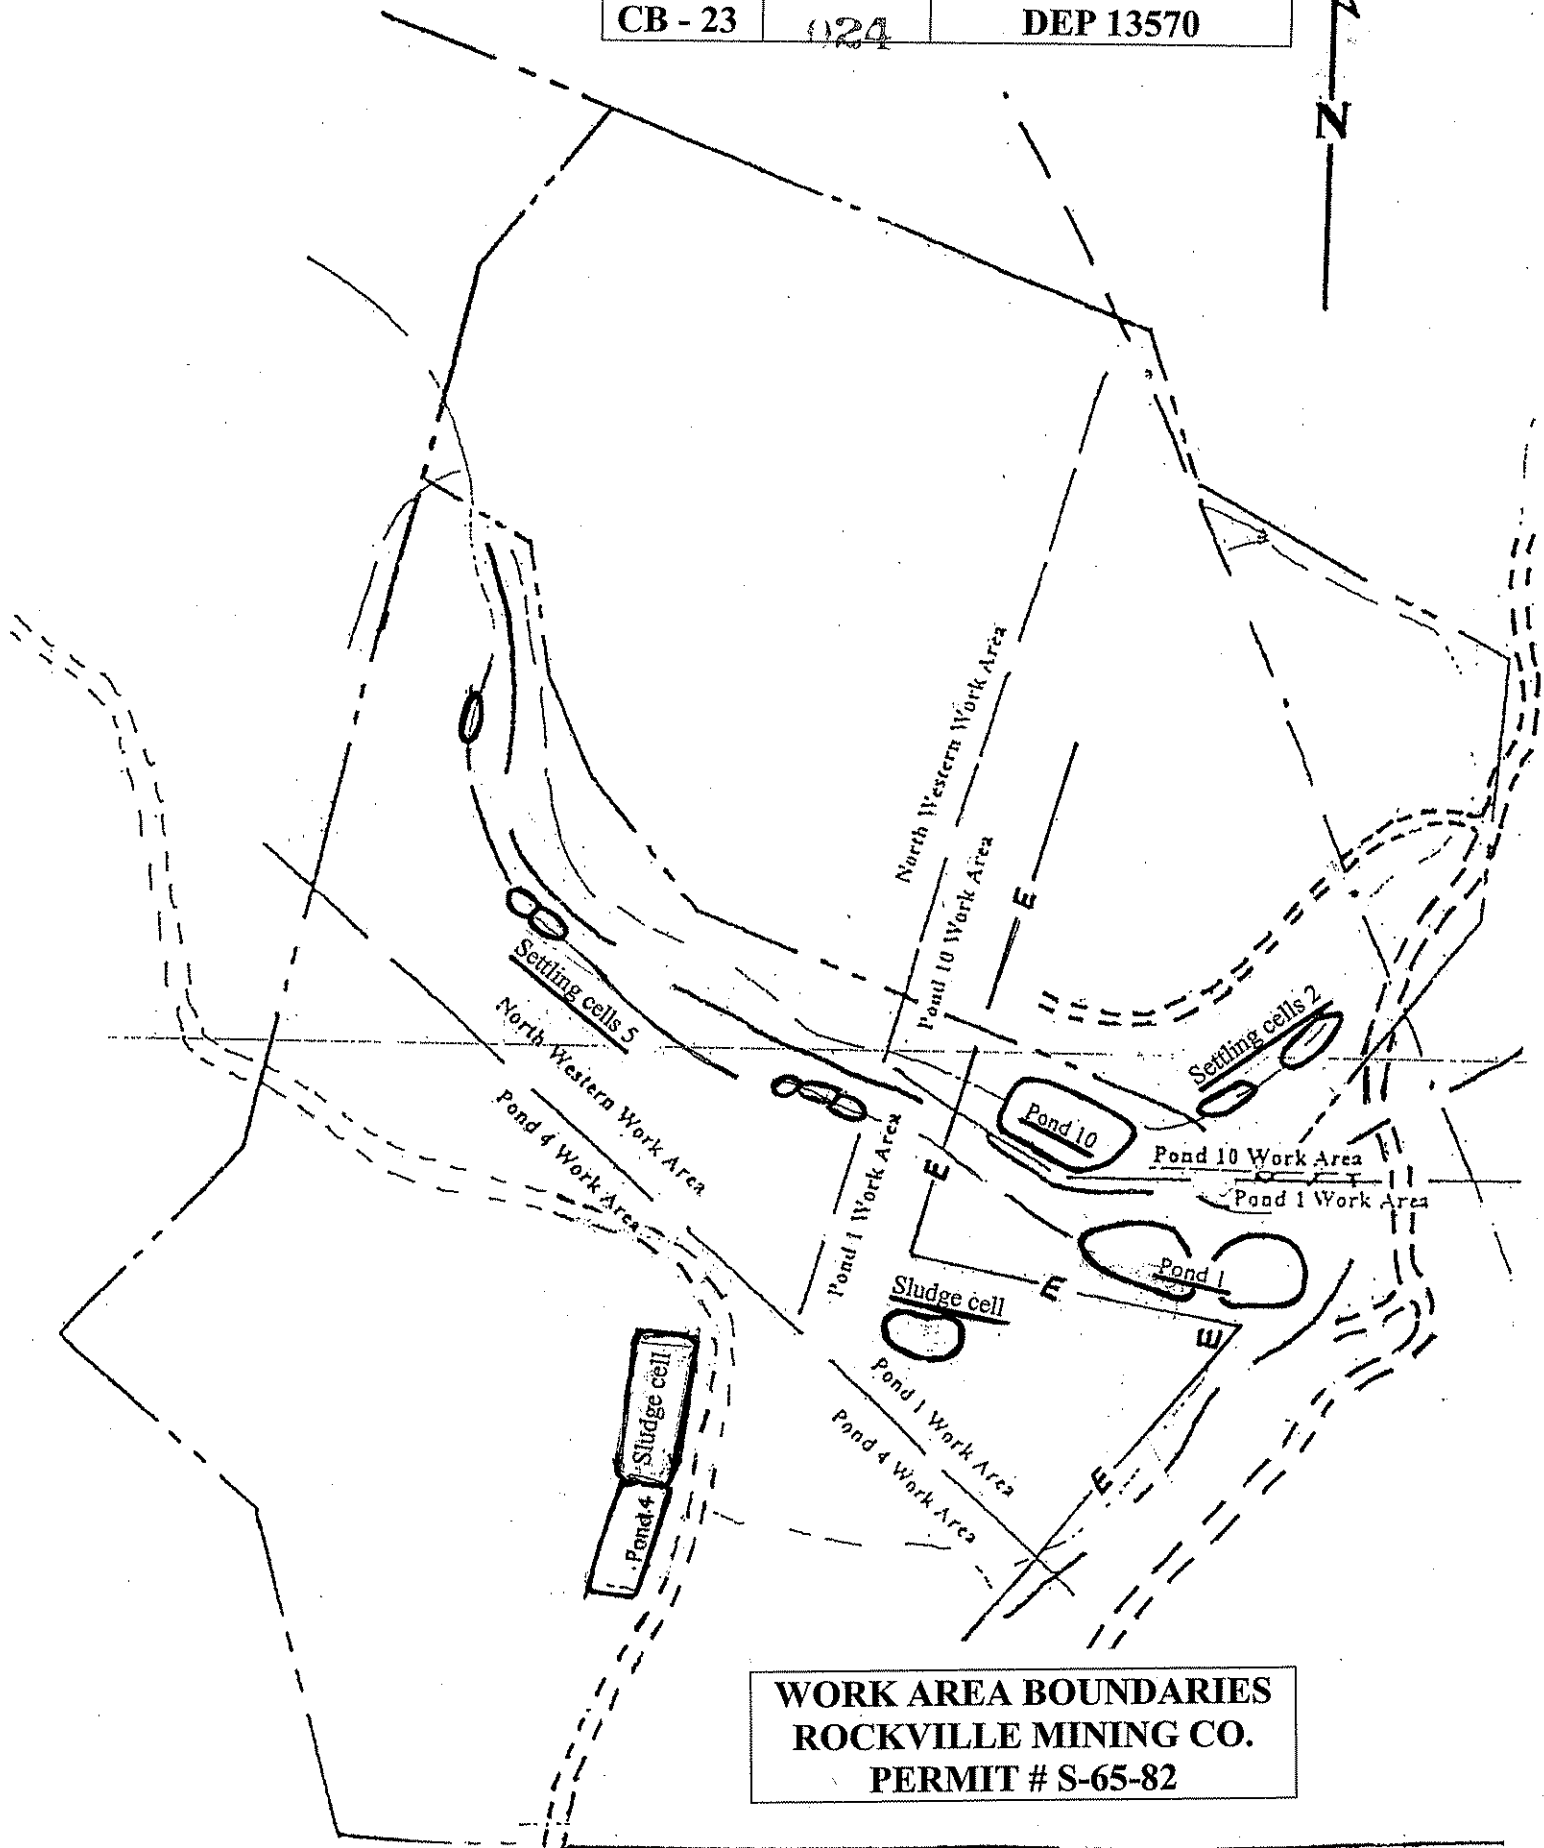 CB - 23 024 DEP 13570
N
North Western Work Area
Pond 10 Work Area
E
Settling cells 5
Settling cells 2
North Western Work Area
Pond 4 Work Area
Pond 10
Pond 1 Work Area
E
Pond 10 Work Area
Pond 1 Work Area
Pond 1
Sludge cell
E
E
Sludge cell
Pond 1 Work Area
Pond 4 Work Area
E
Pond 4
WORK AREA BOUNDARIES
ROCKVILLE MINING CO.
PERMIT # S-65-82